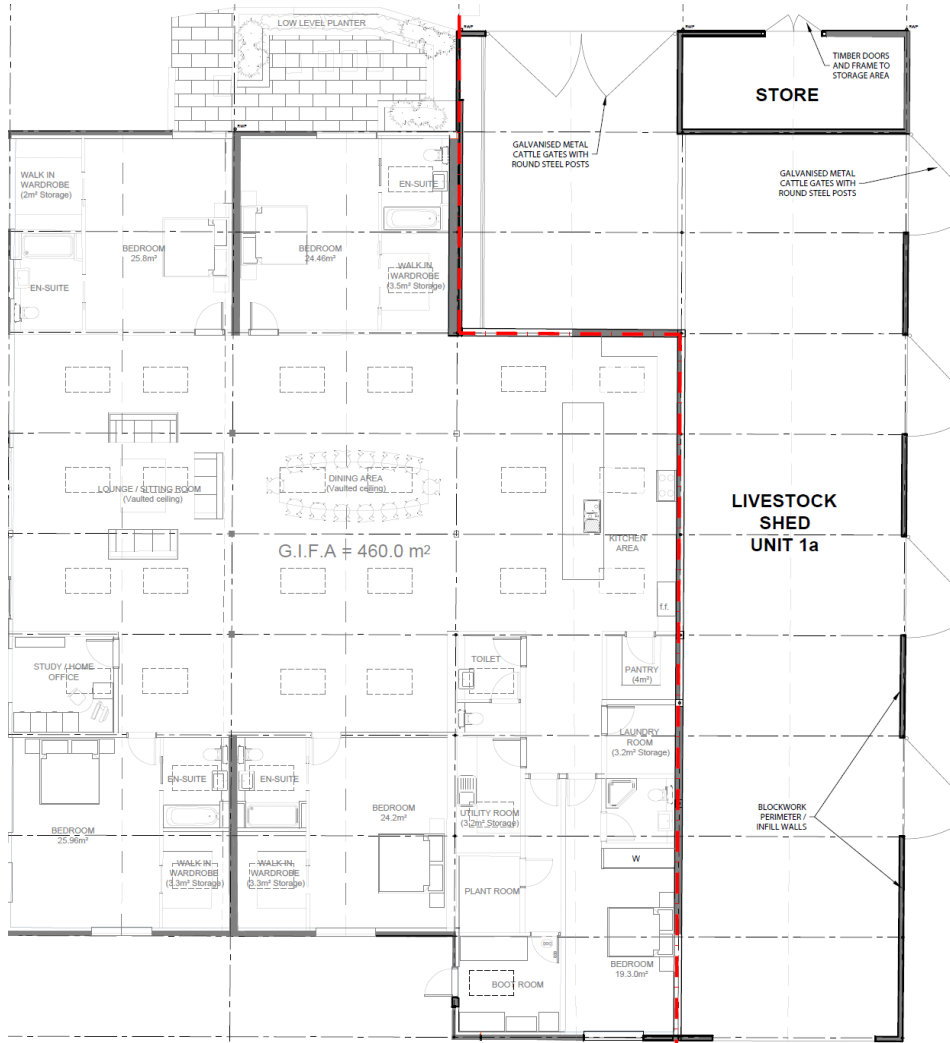 LOW LEVEL PLANTER
RWP
RWP
RWP
TIMBER DOORS
AND FRAME TO
STORAGE AREA
STORE
RWP
GALVANISED METAL
CATTLE GATES WITH
ROUND STEEL POSTS
GALVANISED METAL
CATTLE GATES WITH
ROUND STEEL POSTS
WALK IN
WARDROBE
(2m² Storage)
EN-SUITE
BEDROOM
25.8m²
BEDROOM
24.46m²
WALK IN
WARDROBE
(3.5m² Storage)
EN-SUITE
LOUNGE / SITTING ROOM
(Vaulted ceiling)
DINING AREA
(Vaulted ceiling)
LIVESTOCK
SHED
UNIT 1a
G.I.F.A = 460.0 m²
KITCHEN
AREA
f.f.
STUDY / HOME
OFFICE
TOILET
PANTRY
(4m²)
LAUNDRY
ROOM
(3.2m² Storage)
EN-SUITE
EN-SUITE
BEDROOM
24.2m²
UTILITY ROOM
(3.2m² Storage)
BLOCKWORK
PERIMETER /
INFILL WALLS
BEDROOM
25.96m²
WALK IN
WARDROBE
(3.3m² Storage)
WALK IN
WARDROBE
(3.3m² Storage)
W
PLANT ROOM
BEDROOM
19.3.0m²
BOOT ROOM